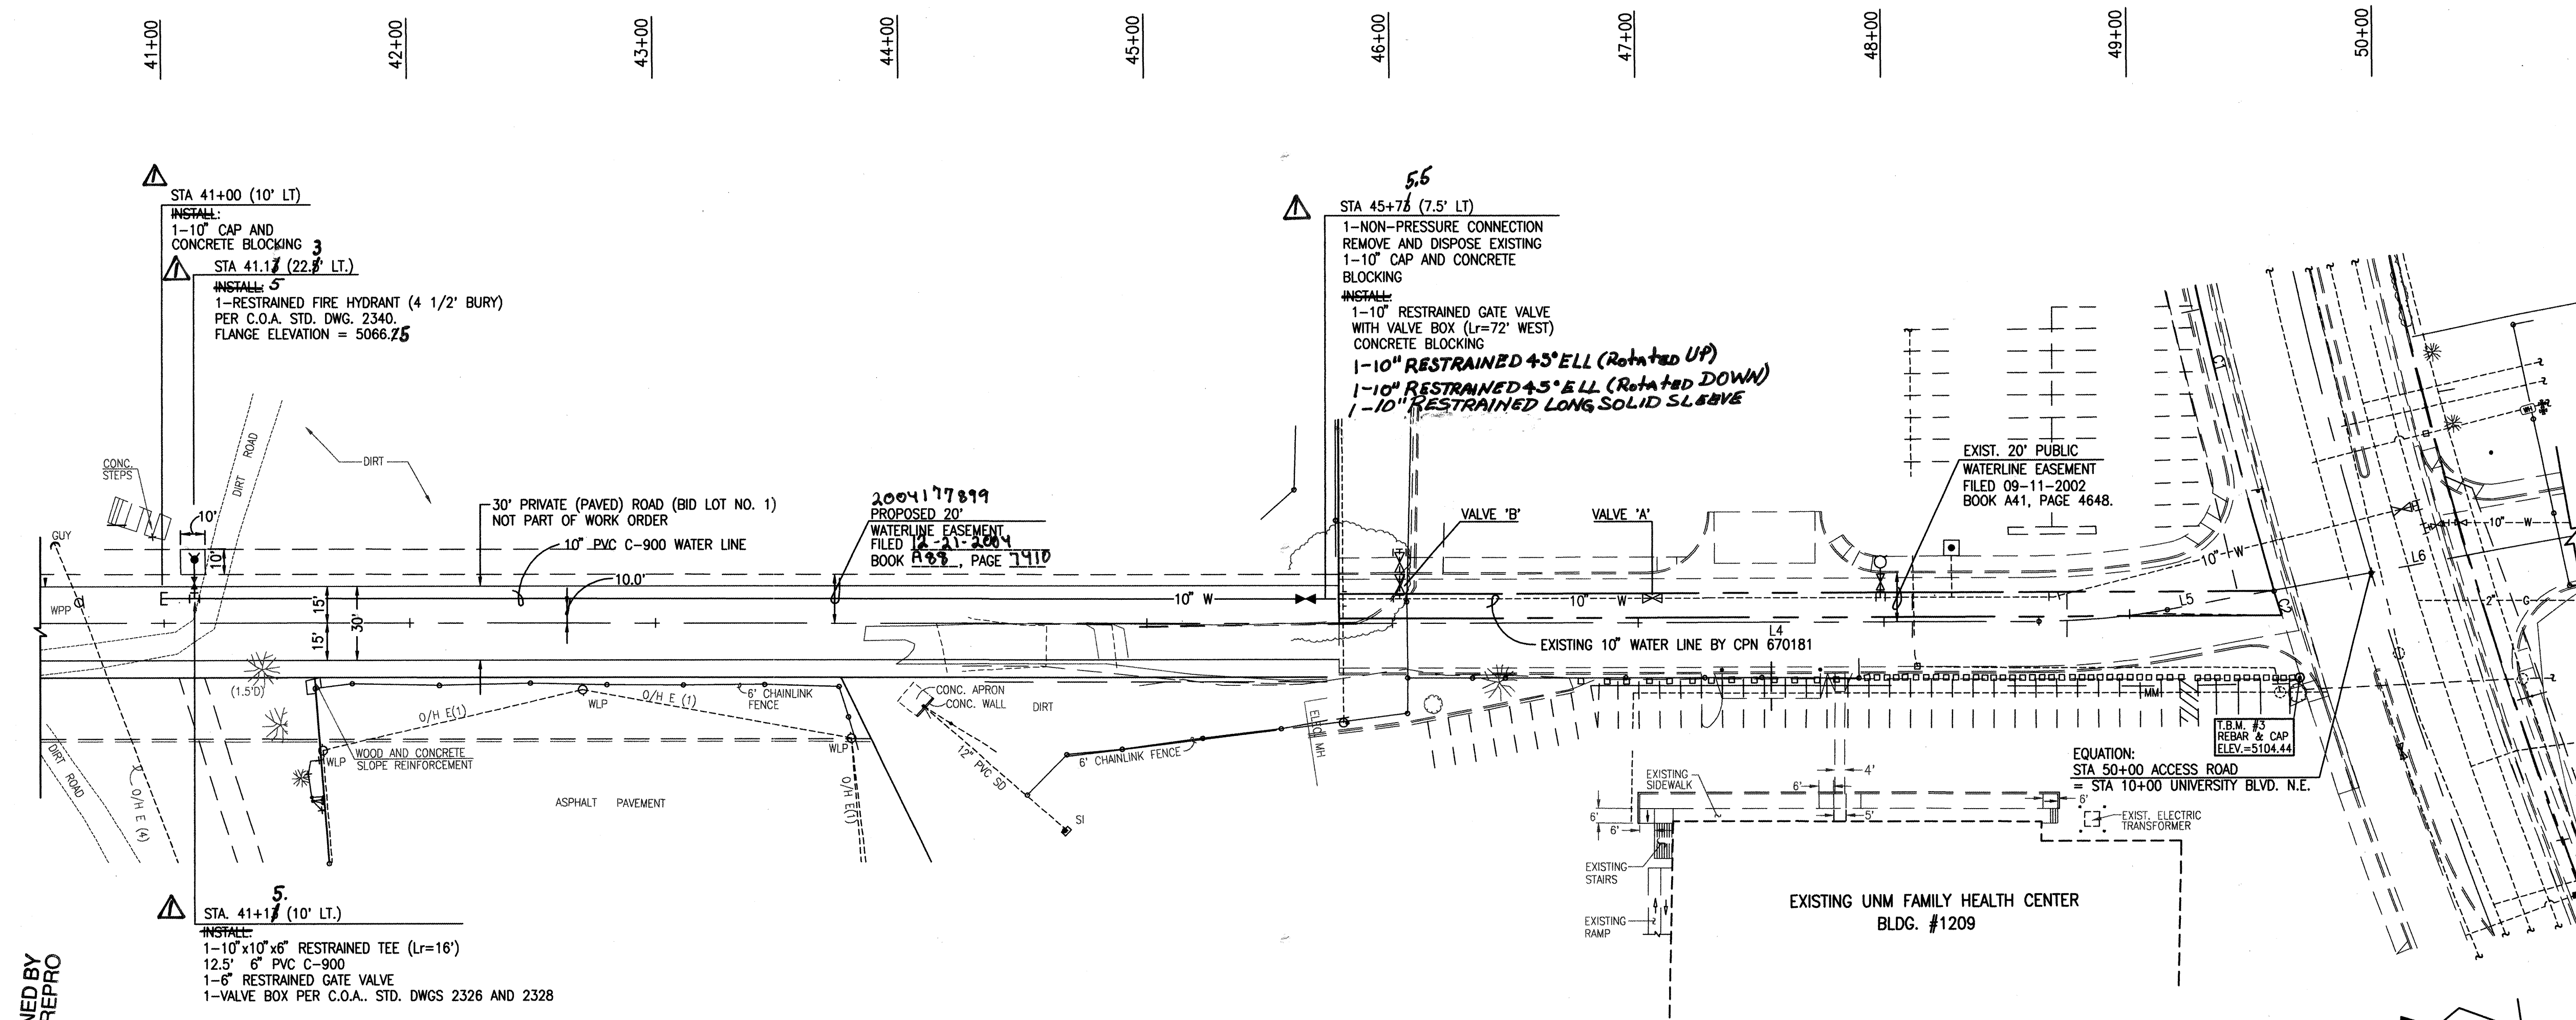 41+00
42+00
43+00
44+00
45+00
46+00
47+00
48+00
49+00
50+00
STA 41+00 (10' LT)
INSTALL:
1-10" CAP AND
CONCRETE BLOCKING
3
STA 41.1 (22. ' LT.)
INSTALL: 5
1-RESTRAINED FIRE HYDRANT (4 1/2' BURY)
PER C.O.A. STD. DWG. 2340.
FLANGE ELEVATION = 5066.75
5.5
STA 45+7 (7.5' LT)
1-NON-PRESSURE CONNECTION
REMOVE AND DISPOSE EXISTING
1-10" CAP AND CONCRETE
BLOCKING
INSTALL:
1-10" RESTRAINED GATE VALVE
WITH VALVE BOX (Lr=72' WEST)
CONCRETE BLOCKING
1-10" RESTRAINED 45° ELL (Rotated UP)
1-10" RESTRAINED 45° ELL (Rotated DOWN)
1-10" RESTRAINED LONG SOLID SLEEVE
CONC.
STEPS
DIRT ROAD
DIRT
10'
10'
GUY
WPP
30' PRIVATE (PAVED) ROAD (BID LOT NO. 1)
NOT PART OF WORK ORDER
10" PVC C-900 WATER LINE
10.0'
2004177899
PROPOSED 20'
WATERLINE EASEMENT
FILED 12-21-2004
BOOK A88, PAGE 7910
VALVE 'B'
VALVE 'A'
EXIST. 20' PUBLIC
WATERLINE EASEMENT
FILED 09-11-2002
BOOK A41, PAGE 4648.
15'
15'
30'
10" W
10" W
10" W
10" W
C1
C2
L4
L5
L6
2" G
EXISTING 10" WATER LINE BY CPN 670181
(1.5'D)
O/H E(1)
WLP
O/H E (1)
6' CHAINLINK
FENCE
CONC. APRON
CONC. WALL
DIRT
12" PVC SD
SI
6' CHAINLINK FENCE
ELEC. MH
MM
WLP
WLP
O/H E(1)
WOOD AND CONCRETE
SLOPE REINFORCEMENT
DIRT ROAD
O/H E (4)
ASPHALT PAVEMENT
T.B.M. #3
REBAR & CAP
ELEV.=5104.44
EQUATION:
STA 50+00 ACCESS ROAD
= STA 10+00 UNIVERSITY BLVD. N.E.
EXISTING
SIDEWALK
4'
6'
6'
6'
5'
6'
EXIST. ELECTRIC
TRANSFORMER
EXISTING
STAIRS
EXISTING
RAMP
EXISTING UNM FAMILY HEALTH CENTER
BLDG. #1209
5.
STA. 41+1 (10' LT.)
INSTALL:
1-10"x10"x6" RESTRAINED TEE (Lr=16')
12.5' 6" PVC C-900
1-6" RESTRAINED GATE VALVE
1-VALVE BOX PER C.O.A.. STD. DWGS 2326 AND 2328
NED BY
REPRO